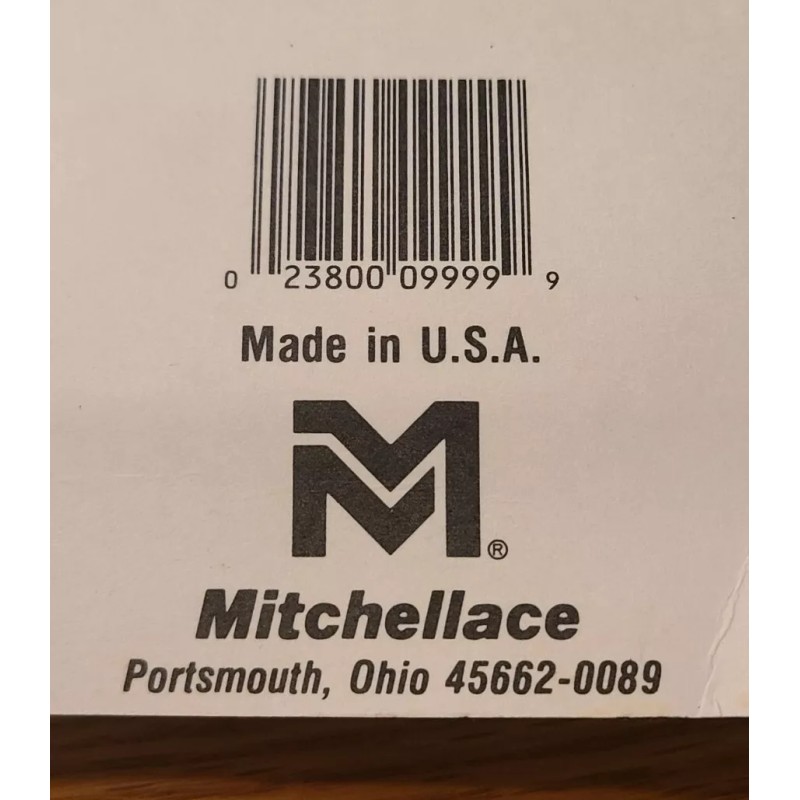 0 23800 09999 9
Made in U.S.A.
M®
Mitchellace
Portsmouth, Ohio 45662-0089